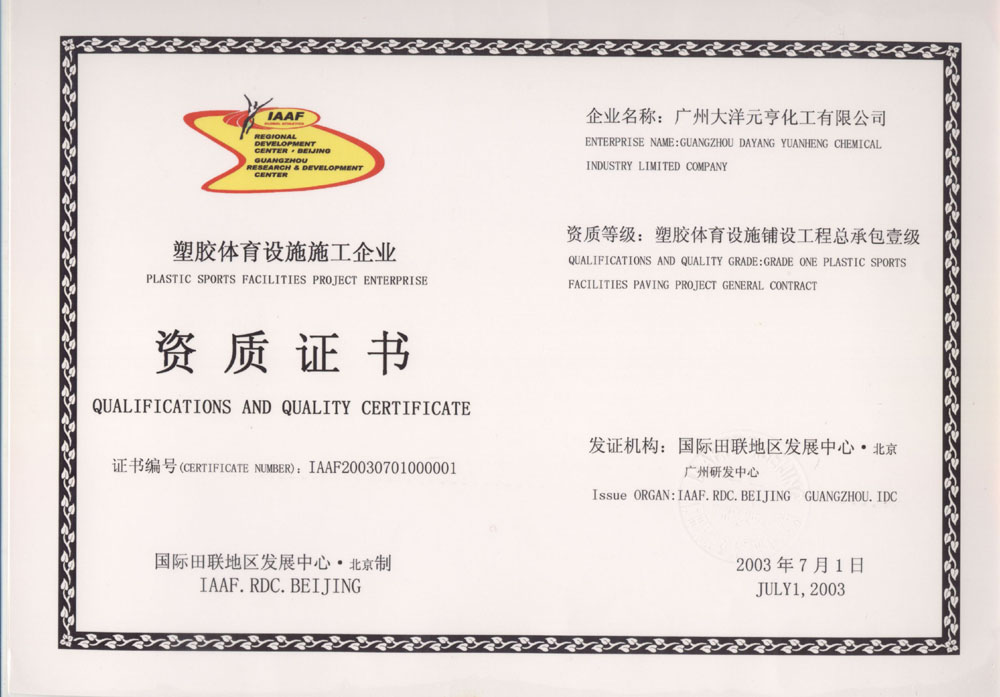 IAAF
REGIONAL
DEVELOPMENT
CENTER · BEIJING
GUANGZHOU
RESEARCH & DEVELOPMENT
CENTER
塑胶体育设施施工企业
PLASTIC SPORTS FACILITIES PROJECT ENTERPRISE
资质证书
QUALIFICATIONS AND QUALITY CERTIFICATE
证书编号(CERTIFICATE NUMBER): IAAF20030701000001
国际田联地区发展中心·北京制
IAAF.RDC.BEIJING
企业名称: 广州大洋元亨化工有限公司
ENTERPRISE NAME:GUANGZHOU DAYANG YUANHENG CHEMICAL
INDUSTRY LIMITED COMPANY
资质等级: 塑胶体育设施铺设工程总承包壹级
QUALIFICATIONS AND QUALITY GRADE:GRADE ONE PLASTIC SPORTS
FACILITIES PAVING PROJECT GENERAL CONTRACT
发证机构: 国际田联地区发展中心·北京
广州研发中心
Issue ORGAN:IAAF.RDC.BEIJING GUANGZHOU.IDC
2003年7月1日
JULY1,2003